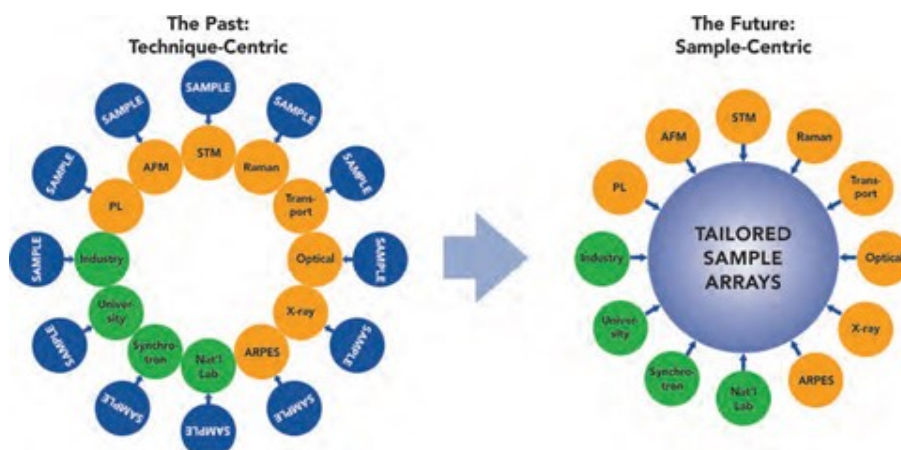 The Past:
Technique-Centric
SAMPLE
SAMPLE
SAMPLE
SAMPLE
SAMPLE
SAMPLE
SAMPLE
SAMPLE
SAMPLE
SAMPLE
SAMPLE
SAMPLE
STM
Raman
Trans-
port
Optical
X-ray
ARPES
Nat'l
Lab
Synchro-
tron
Univer-
sity
Industry
PL
AFM
The Future:
Sample-Centric
STM
Raman
Trans-
port
Optical
X-ray
ARPES
Nat'l
Lab
Synchro-
tron
Univer-
sity
Industry
PL
AFM
TAILORED
SAMPLE
ARRAYS